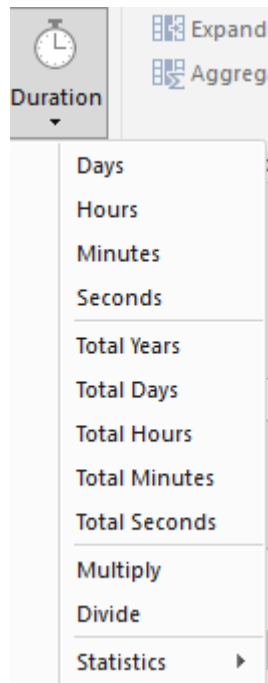 Expand
Aggreg
Duration
Days
Hours
Minutes
Seconds
Total Years
Total Days
Total Hours
Total Minutes
Total Seconds
Multiply
Divide
Statistics